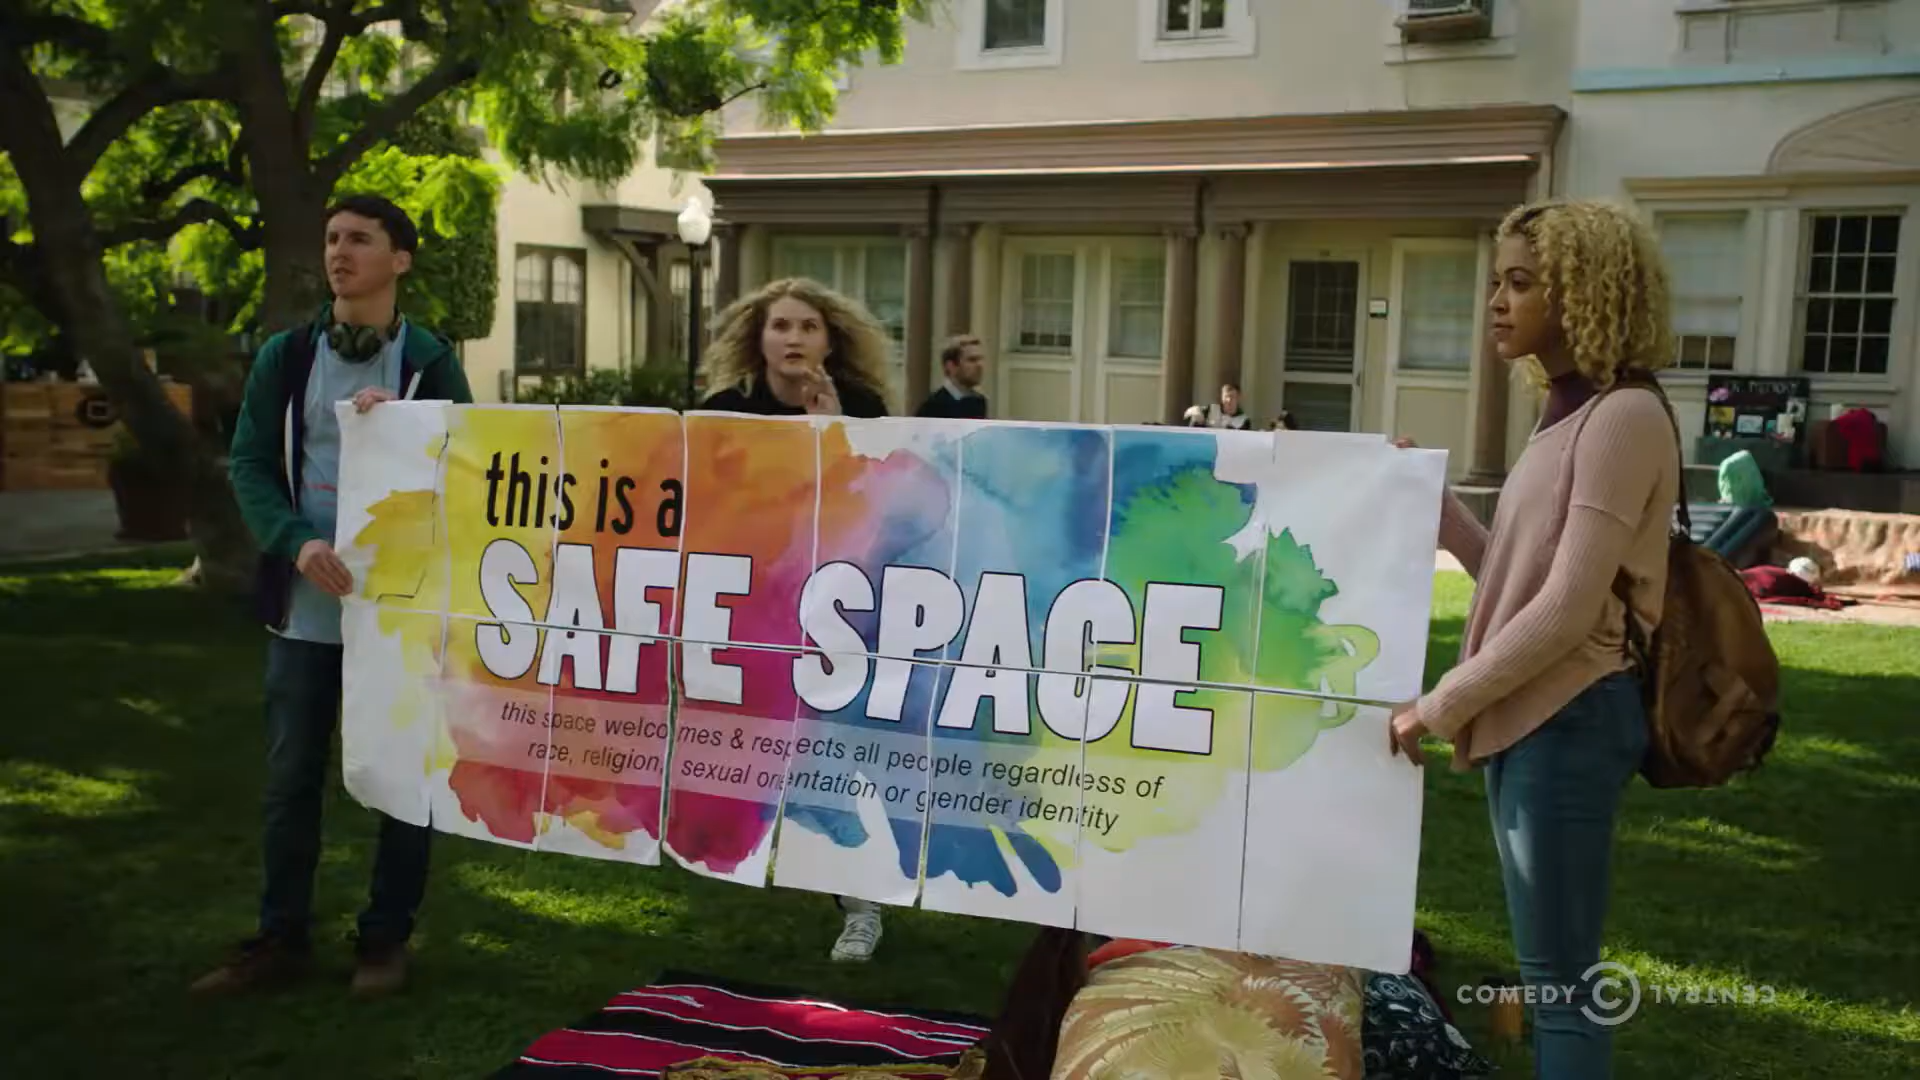 this is a
SAFE SPACE
this space welcomes & respects all people regardless of
race, religion, sexual orientation or gender identity
COMEDY CENTRAL